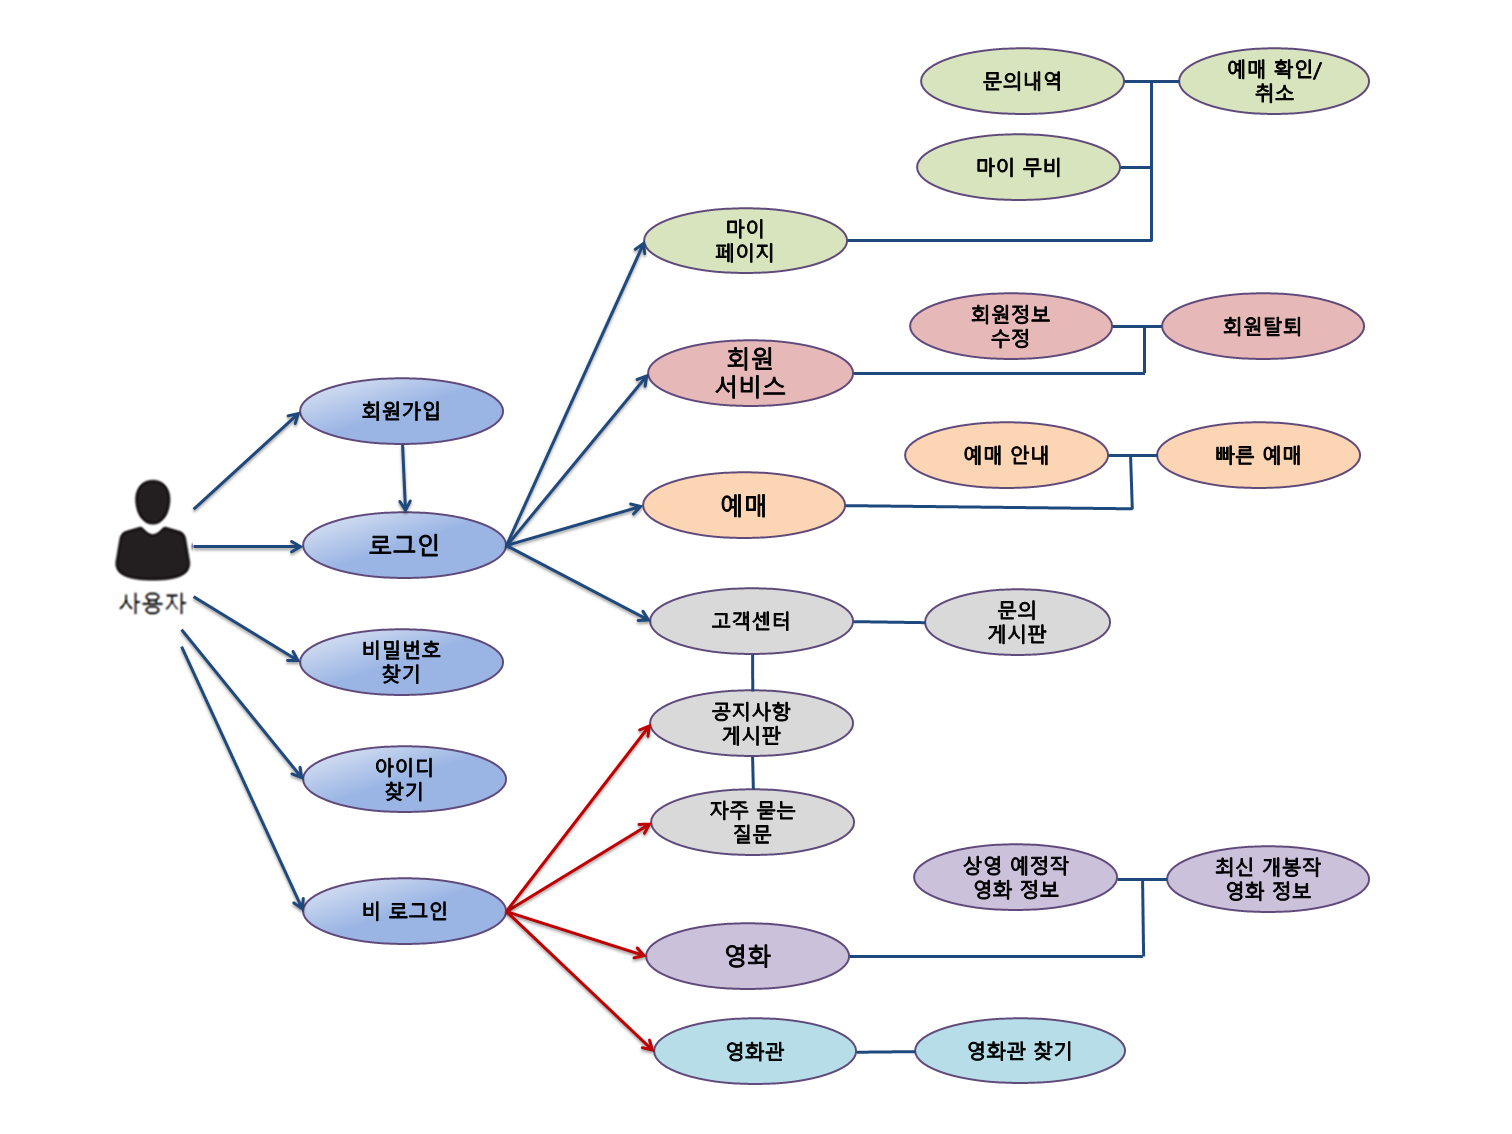 문의내역
예매 확인/
취소
마이 무비
마이
페이지
회원정보
수정
회원탈퇴
회원
서비스
회원가입
예매 안내
빠른 예매
예매
로그인
사용자
고객센터
문의
게시판
비밀번호
찾기
공지사항
게시판
아이디
찾기
자주 묻는
질문
상영 예정작
영화 정보
최신 개봉작
영화 정보
비 로그인
영화
영화관
영화관 찾기